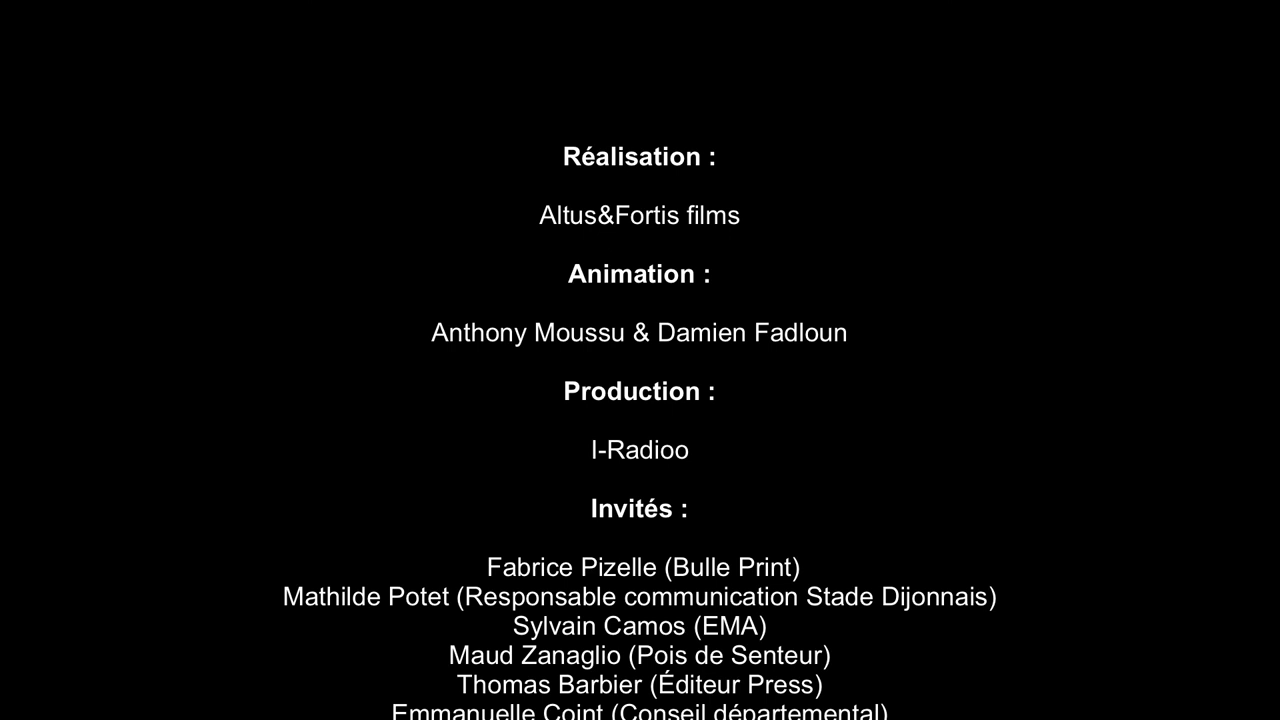 Réalisation :
Altus&Fortis films
Animation :
Anthony Moussu & Damien Fadloun
Production :
I-Radioo
Invités :
Fabrice Pizelle (Bulle Print)
Mathilde Potet (Responsable communication Stade Dijonnais)
Sylvain Camos (EMA)
Maud Zanaglio (Pois de Senteur)
Thomas Barbier (Éditeur Press)
Emmanuelle Coint (Conseil départemental)